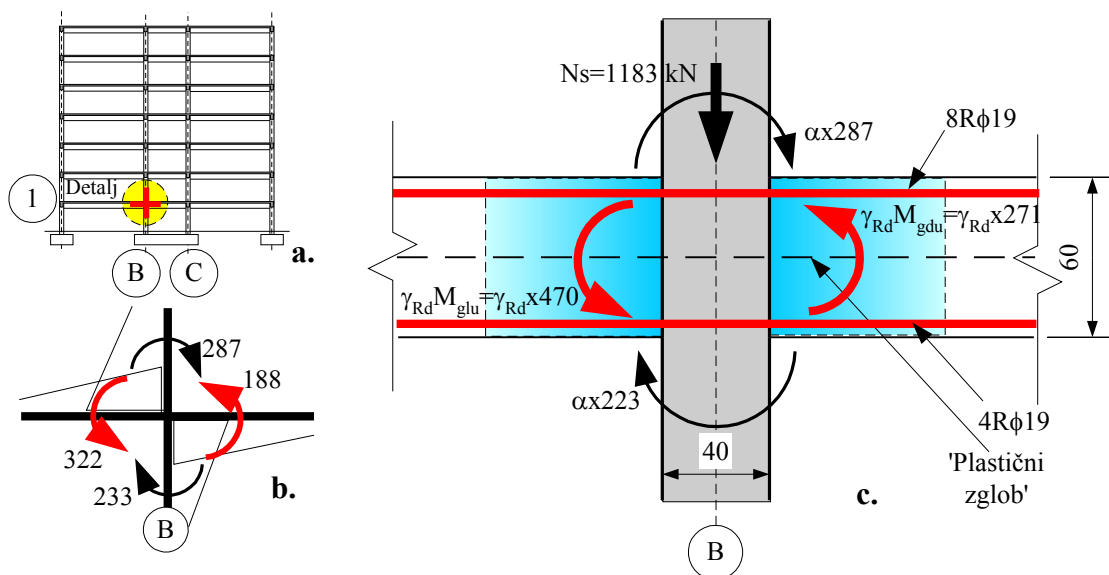 Detalj
1
B
C
a.
287
188
322
233
B
b.
Ns=1183 kN
αx287
8Rϕ19
γRdMgdu=γRdx271
60
γRdMglu=γRdx470
αx223
40
4Rϕ19
'Plastični
zglob'
c.
B